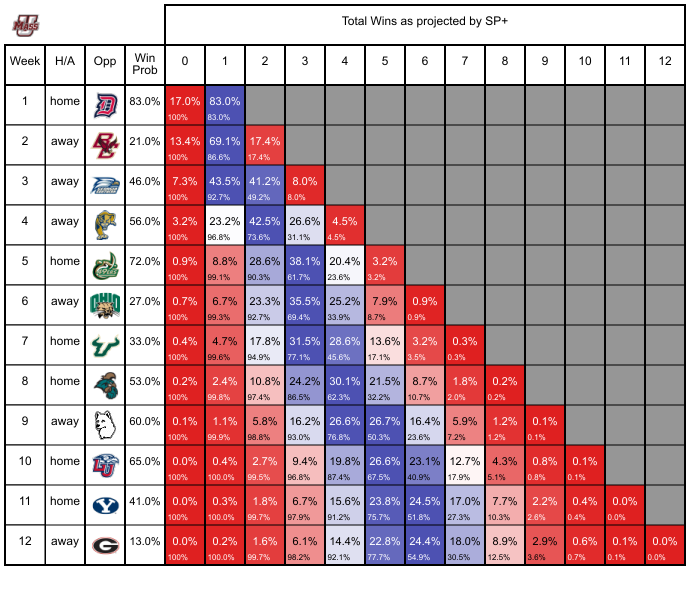 MASS
Total Wins as projected by SP+
Week H/A Opp Win Prob 0 1 2 3 4 5 6 7 8 9 10 11 12
1 home 83.0% 17.0% 83.0%
100% 83.0%
2 away 21.0% 13.4% 69.1% 17.4%
100% 86.6% 17.4%
3 away 46.0% 7.3% 43.5% 41.2% 8.0%
100% 92.7% 49.2% 8.0%
4 away 56.0% 3.2% 23.2% 42.5% 26.6% 4.5%
100% 96.8% 73.6% 31.1% 4.5%
5 home 72.0% 0.9% 8.8% 28.6% 38.1% 20.4% 3.2%
100% 99.1% 90.3% 61.7% 23.6% 3.2%
6 away OHIO 27.0% 0.7% 6.7% 23.3% 35.5% 25.2% 7.9% 0.9%
100% 99.3% 92.7% 69.4% 33.9% 8.7% 0.9%
7 home 33.0% 0.4% 4.7% 17.8% 31.5% 28.6% 13.6% 3.2% 0.3%
100% 99.6% 94.9% 77.1% 45.6% 17.1% 3.5% 0.3%
8 home 53.0% 0.2% 2.4% 10.8% 24.2% 30.1% 21.5% 8.7% 1.8% 0.2%
100% 99.8% 97.4% 86.5% 62.3% 32.2% 10.7% 2.0% 0.2%
9 away 60.0% 0.1% 1.1% 5.8% 16.2% 26.6% 26.7% 16.4% 5.9% 1.2% 0.1%
100% 99.9% 98.8% 93.0% 76.8% 50.3% 23.6% 7.2% 1.2% 0.1%
10 home LU 65.0% 0.0% 0.4% 2.7% 9.4% 19.8% 26.6% 23.1% 12.7% 4.3% 0.8% 0.1%
100% 100.0% 99.5% 96.8% 87.4% 67.5% 40.9% 17.9% 5.1% 0.8% 0.1%
11 home Y 41.0% 0.0% 0.3% 1.8% 6.7% 15.6% 23.8% 24.5% 17.0% 7.7% 2.2% 0.4% 0.0%
100% 100.0% 99.7% 97.9% 91.2% 75.7% 51.8% 27.3% 10.3% 2.6% 0.4% 0.0%
12 away G 13.0% 0.0% 0.2% 1.6% 6.1% 14.4% 22.8% 24.4% 18.0% 8.9% 2.9% 0.6% 0.1% 0.0%
100% 100.0% 99.7% 98.2% 92.1% 77.7% 54.9% 30.5% 12.5% 3.6% 0.7% 0.1% 0.0%